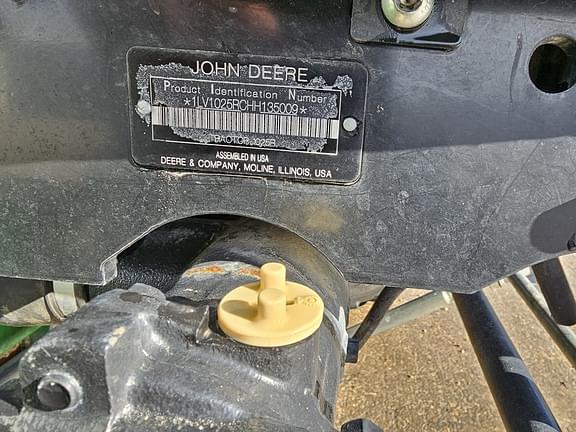 JOHN DEERE
Product Identification Number
*1LV1025RCHH135009*
TRACTOR 1025R
ASSEMBLED IN USA
DEERE & COMPANY, MOLINE, ILLINOIS, USA